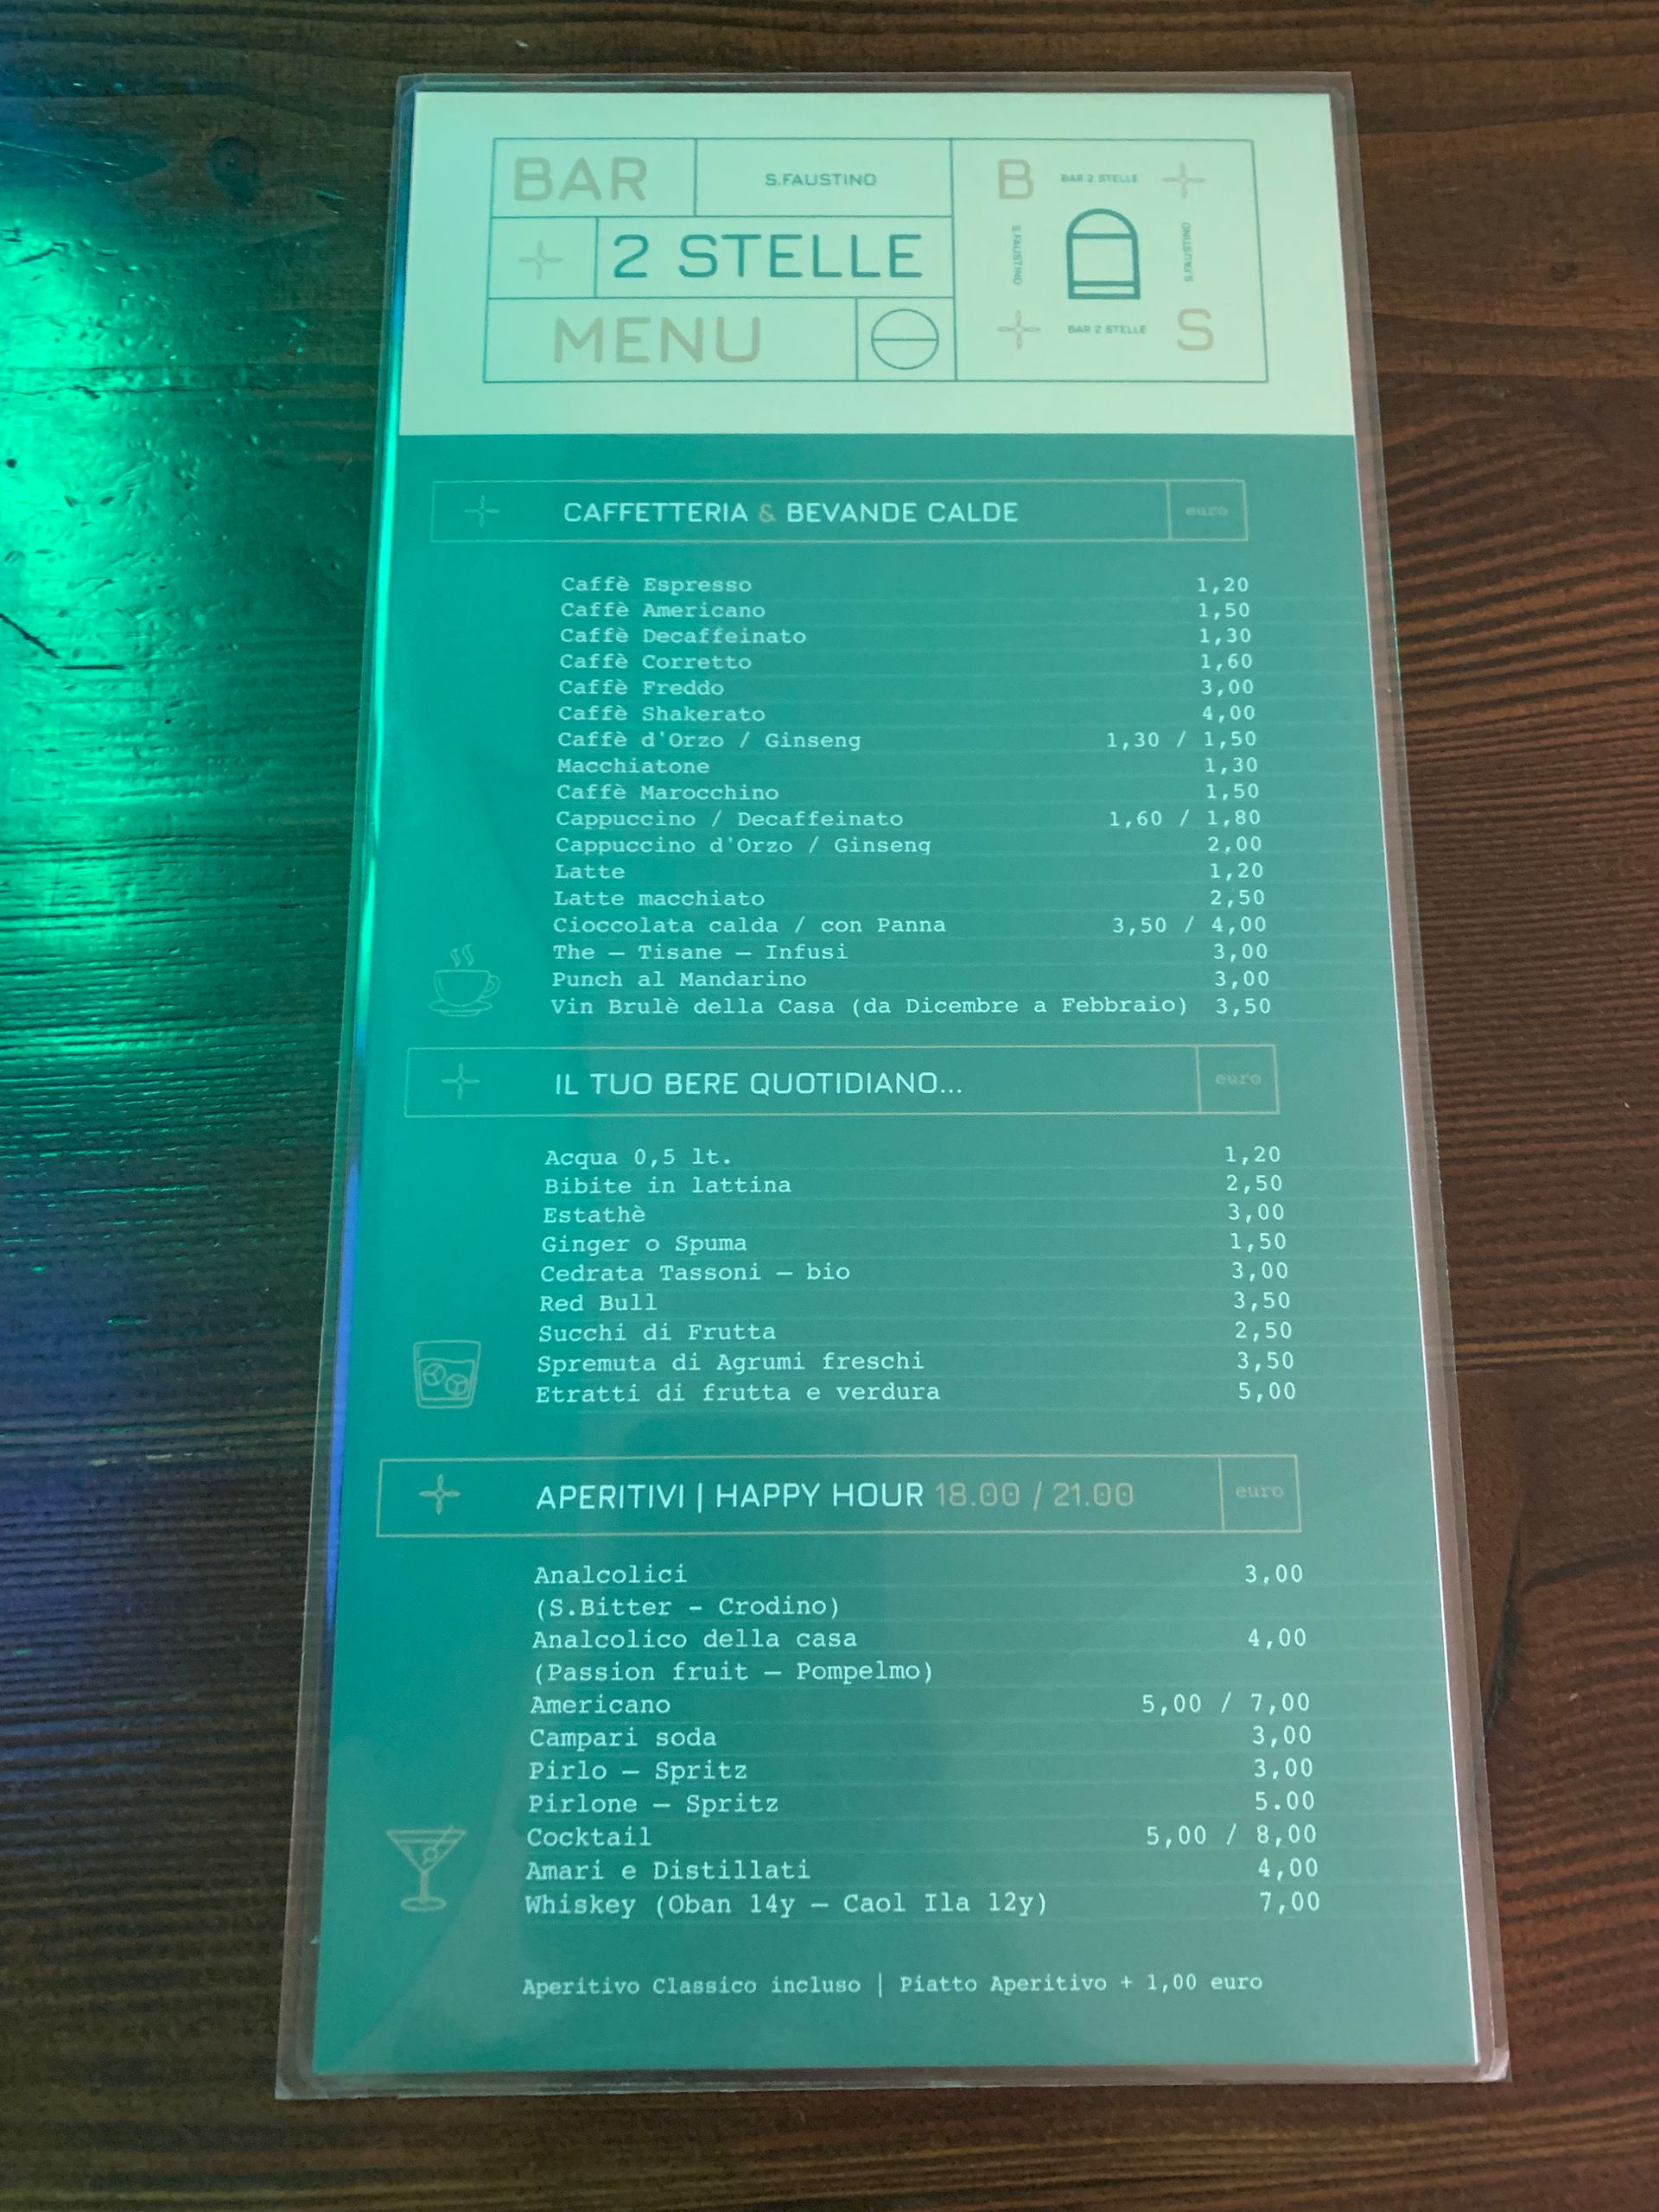 BAR
S.FAUSTINO
2 STELLE
MENU
B
BAR 2 STELLE
S.FAUSTINO
S.FAUSTINO
BAR 2 STELLE
S
CAFFETTERIA & BEVANDE CALDE euro
Caffè Espresso 1,20
Caffè Americano 1,50
Caffè Decaffeinato 1,30
Caffè Corretto 1,60
Caffè Freddo 3,00
Caffè Shakerato 4,00
Caffè d'Orzo / Ginseng 1,30 / 1,50
Macchiatone 1,30
Caffè Marocchino 1,50
Cappuccino / Decaffeinato 1,60 / 1,80
Cappuccino d'Orzo / Ginseng 2,00
Latte 1,20
Latte macchiato 2,50
Cioccolata calda / con Panna 3,50 / 4,00
The — Tisane — Infusi 3,00
Punch al Mandarino 3,00
Vin Brulè della Casa (da Dicembre a Febbraio) 3,50
IL TUO BERE QUOTIDIANO... euro
Acqua 0,5 lt. 1,20
Bibite in lattina 2,50
Estathè 3,00
Ginger o Spuma 1,50
Cedrata Tassoni — bio 3,00
Red Bull 3,50
Succhi di Frutta 2,50
Spremuta di Agrumi freschi 3,50
Etratti di frutta e verdura 5,00
APERITIVI | HAPPY HOUR 18.00 / 21.00 euro
Analcolici 3,00
(S.Bitter - Crodino)
Analcolico della casa 4,00
(Passion fruit — Pompelmo)
Americano 5,00 / 7,00
Campari soda 3,00
Pirlo — Spritz 3,00
Pirlone — Spritz 5.00
Cocktail 5,00 / 8,00
Amari e Distillati 4,00
Whiskey (Oban 14y — Caol Ila 12y) 7,00
Aperitivo Classico incluso | Piatto Aperitivo + 1,00 euro